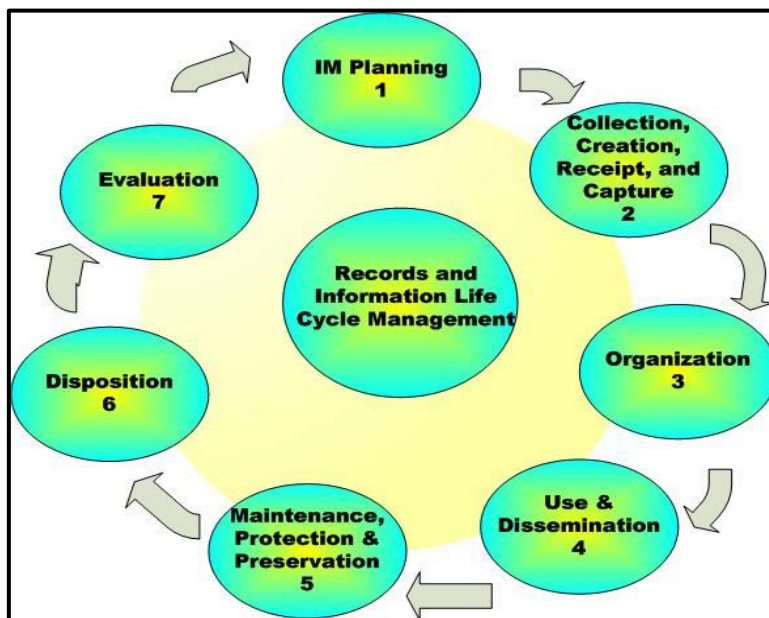 IM Planning
1
Collection,
Creation,
Receipt, and
Capture
2
Organization
3
Use &
Dissemination
4
Maintenance,
Protection &
Preservation
5
Disposition
6
Evaluation
7
Records and
Information Life
Cycle Management